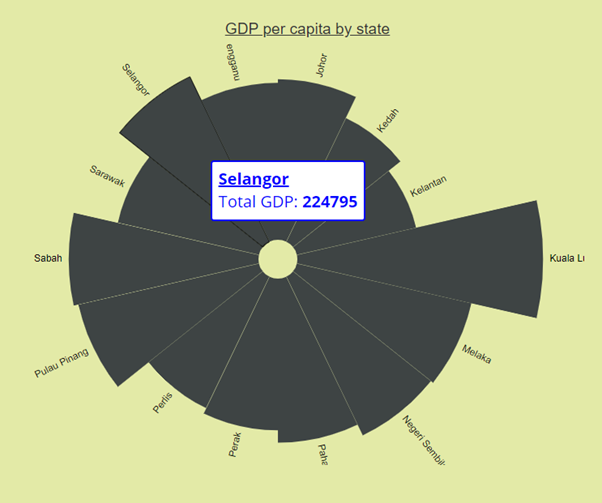 GDP per capita by state
engganu
Johor
Kedah
Kelantan
Kuala Lu
Melaka
Negeri Sembil
Paha
Perak
Perlis
Pulau Pinang
Sabah
Sarawak
Selangor
Selangor
Total GDP: 224795